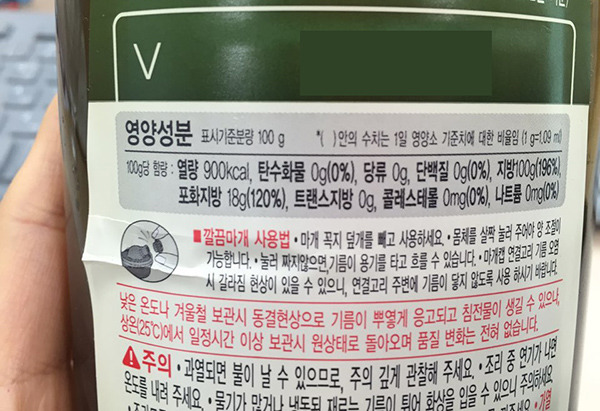 V
영양성분 표시기준분량 100 g *( )안의 수치는 1일 영양소 기준치에 대한 비율임 (1 g=1.09 ml)
100g당 함량 : 열량 900kcal, 탄수화물 0g(0%), 당류 0g, 단백질 0g(0%), 지방100g(196%),
포화지방 18g(120%), 트랜스지방 0g, 콜레스테롤 0mg(0%), 나트륨 0mg(0%)
■깔끔마개 사용법 • 마개 꼭지 덮개를 빼고 사용하세요. • 몸체를 살짝 눌러 주어야 양 조절이
가능합니다. • 눌러 짜지않으면,기름이 용기를 타고 흐를 수 있습니다. • 마개캡 연결고리 기름 오염
시 갈라짐 현상이 있을 수 있으니, 연결고리 주변에 기름이 닿지 않도록 사용 하시기 바랍니다.
낮은 온도나 겨울철 보관시 동결현상으로 기름이 뿌옇게 응고되고 침전물이 생길 수 있으나,
상온(25℃)에서 일정시간 이상 보관시 원상태로 돌아오며 품질 변화는 전혀 없습니다.
주의 • 과열되면 불이 날 수 있으므로, 주의 깊게 관찰해 주세요. • 조리 중 연기가 나면
온도를 내려 주세요. • 물기가 많거나 냉동된 재료는 기름이 튀어 화상을 입을 수 있으니 주의하세요.